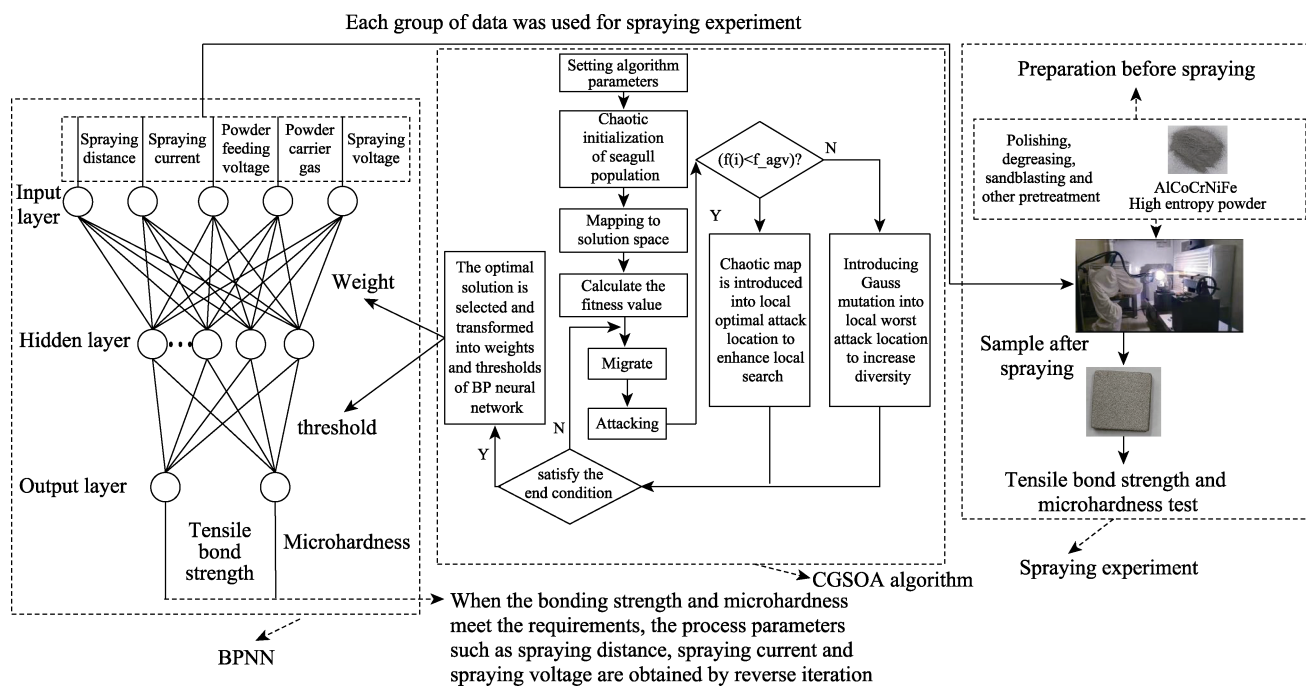 Each group of data was used for spraying experiment
Spraying
distance
Spraying
current
Powder
feeding
voltage
Powder
carrier
gas
Spraying
voltage
Input
layer
Hidden layer
Output layer
Weight
threshold
Tensile
bond
strength
Microhardness
BPNN
Setting algorithm
parameters
Chaotic
initialization
of seagull
population
Mapping to
solution space
Calculate the
fitness value
Migrate
Attacking
N
Y
satisfy the
end condition
The optimal
solution is
selected and
transformed
into weights
and thresholds
of BP neural
network
(f(i)<f_agv)?
N
Y
Chaotic map
is introduced
into local
optimal attack
location to
enhance local
search
Introducing
Gauss
mutation into
local worst
attack location
to increase
diversity
CGSOA algorithm
When the bonding strength and microhardness
meet the requirements, the process parameters
such as spraying distance, spraying current and
spraying voltage are obtained by reverse iteration
Preparation before spraying
Polishing,
degreasing,
sandblasting and
other pretreatment
AlCoCrNiFe
High entropy powder
Sample after
spraying
Tensile bond strength and
microhardness test
Spraying experiment